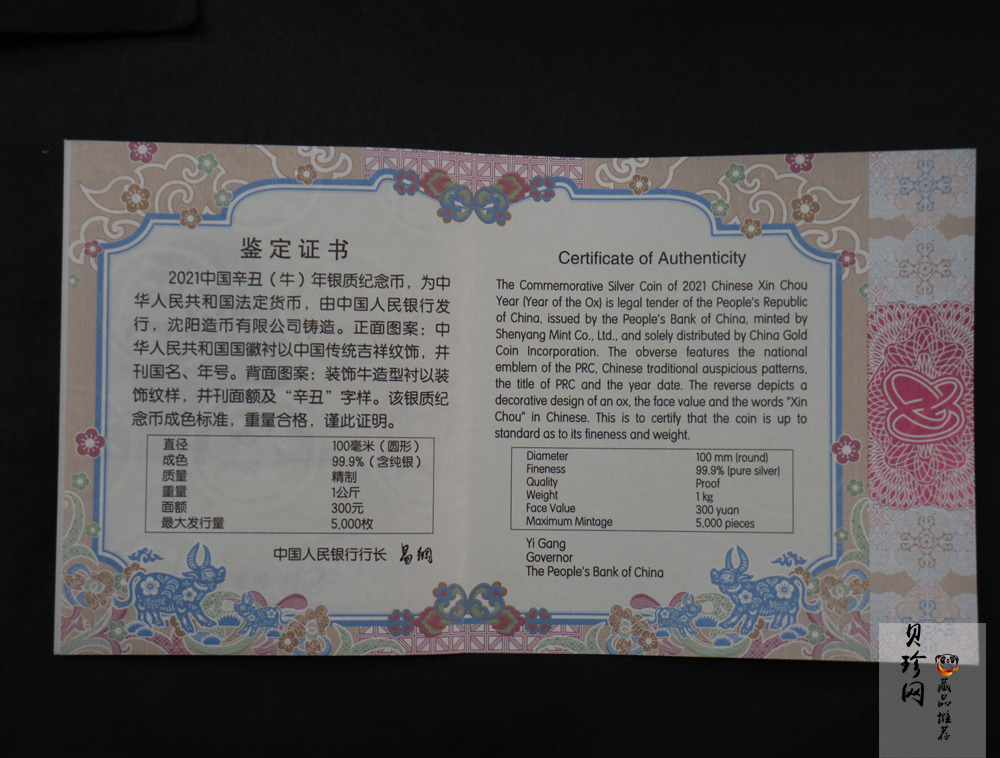 鉴定证书
2021中国辛丑（牛）年银质纪念币，为中
华人民共和国法定货币，由中国人民银行发
行，沈阳造币有限公司铸造。正面图案：中
华人民共和国国徽衬以中国传统吉祥纹饰，并
刊国名、年号。背面图案：装饰牛造型衬以装
饰纹样，并刊面额及“辛丑”字样。该银质纪
念币成色标准，重量合格，谨此证明。
直径 100毫米（圆形）
成色 99.9%（含纯银）
质量 精制
重量 1公斤
面额 300元
最大发行量 5,000枚
中国人民银行行长 易纲
Certificate of Authenticity
The Commemorative Silver Coin of 2021 Chinese Xin Chou
Year (Year of the Ox) is legal tender of the People's Republic
of China, issued by the People's Bank of China, minted by
Shenyang Mint Co., Ltd., and solely distributed by China Gold
Coin Incorporation. The obverse features the national
emblem of the PRC, Chinese traditional auspicious patterns,
the title of PRC and the year date. The reverse depicts a
decorative design of an ox, the face value and the words "Xin
Chou" in Chinese. This is to certify that the coin is up to
standard as to its fineness and weight.
Diameter 100 mm (round)
Fineness 99.9% (pure silver)
Quality Proof
Weight 1 kg
Face Value 300 yuan
Maximum Mintage 5,000 pieces
Yi Gang
Governor
The People's Bank of China
贝珍网
藏品推荐